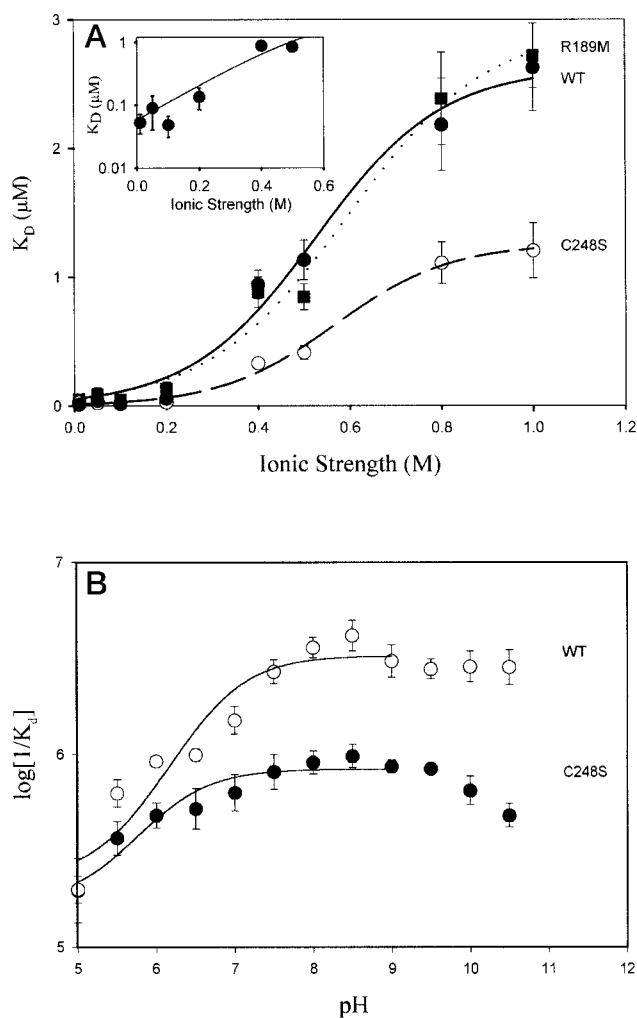 A
3
2
1
0
K_D (μM)
1
0.1
0.01
K_D (μM)
0.0 0.2 0.4 0.6
Ionic Strength (M)
R189M
WT
C248S
0.0 0.2 0.4 0.6 0.8 1.0 1.2
Ionic Strength (M)
B
7
6
5
log[1/K_d]
WT
C248S
5 6 7 8 9 10 11 12
pH